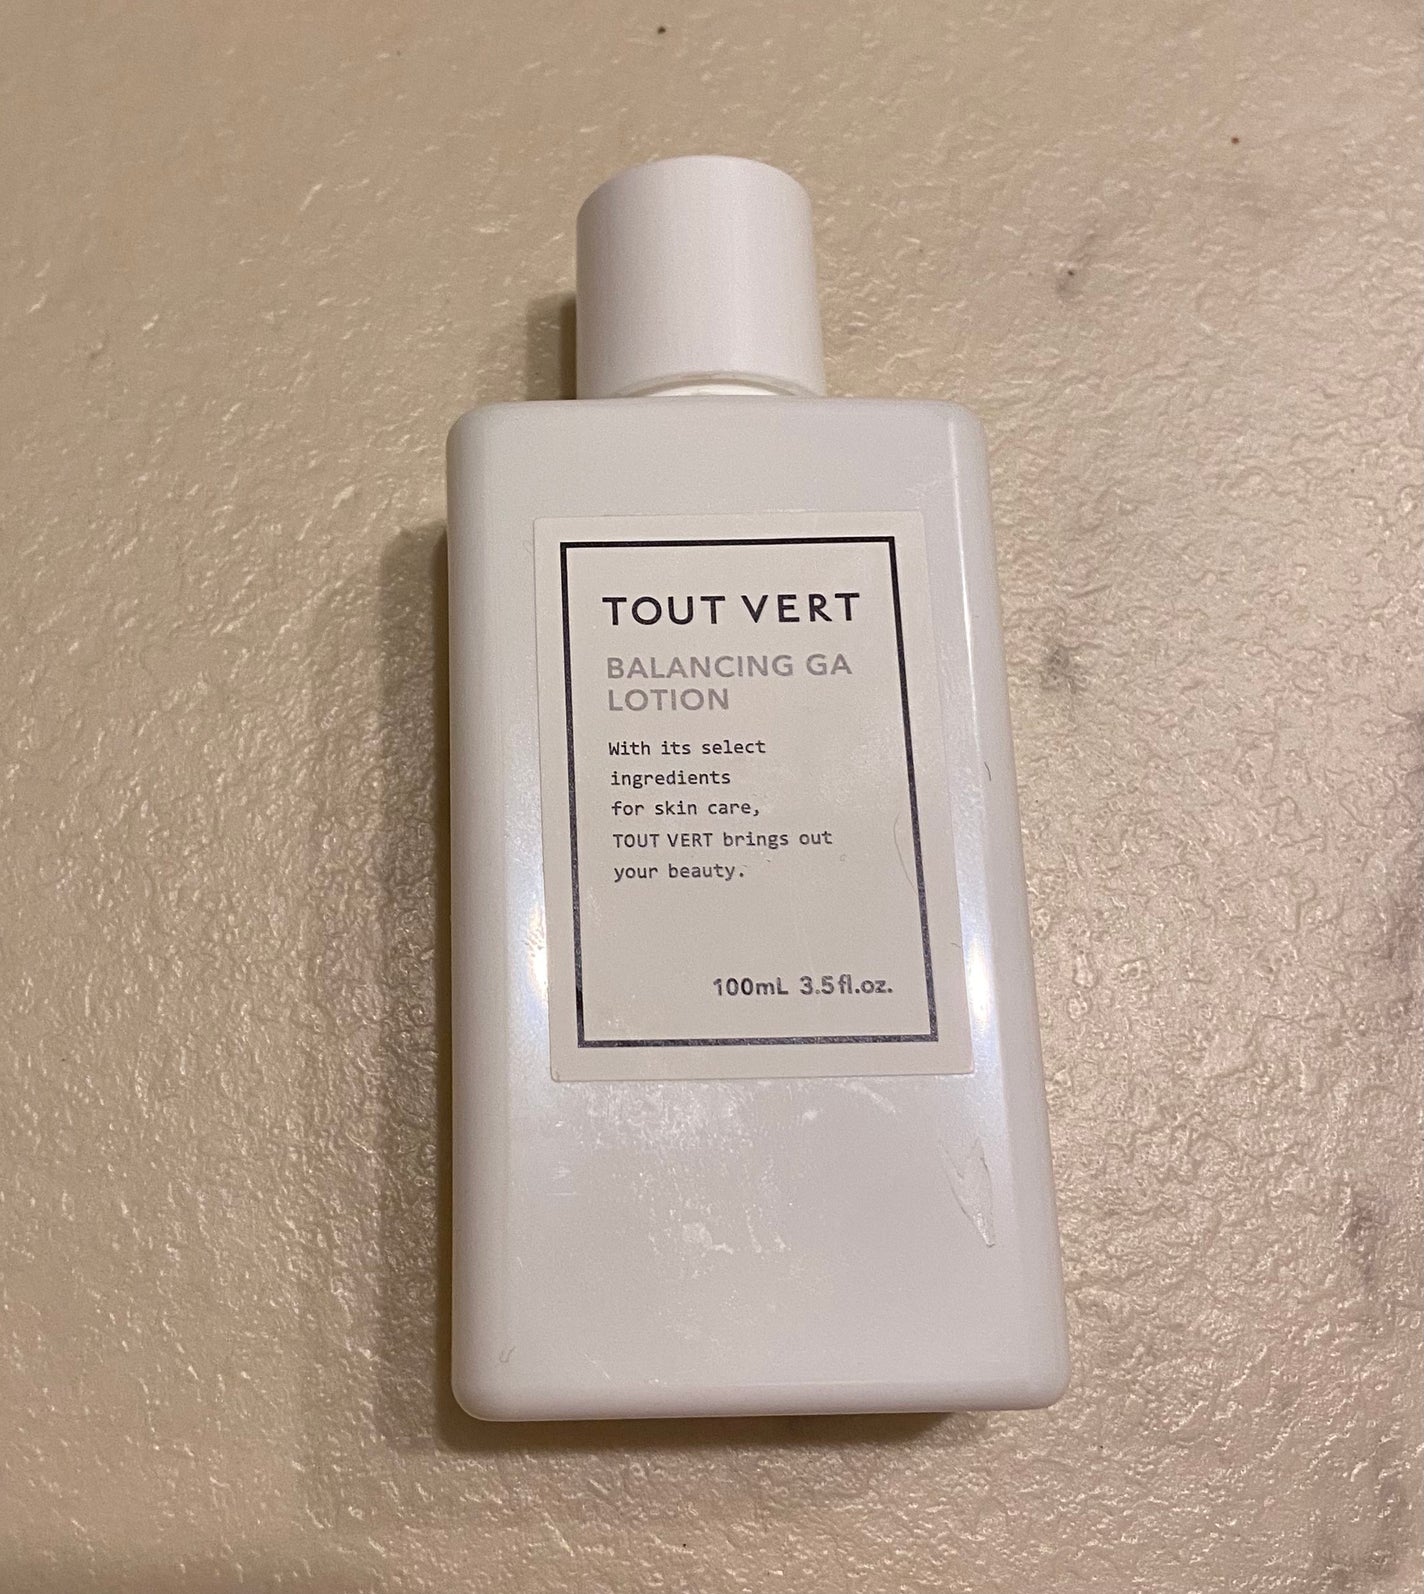 TOUT VERT
BALANCING GA
LOTION
With its select
ingredients
for skin care,
TOUT VERT brings out
your beauty.
100mL 3.5fl.oz.